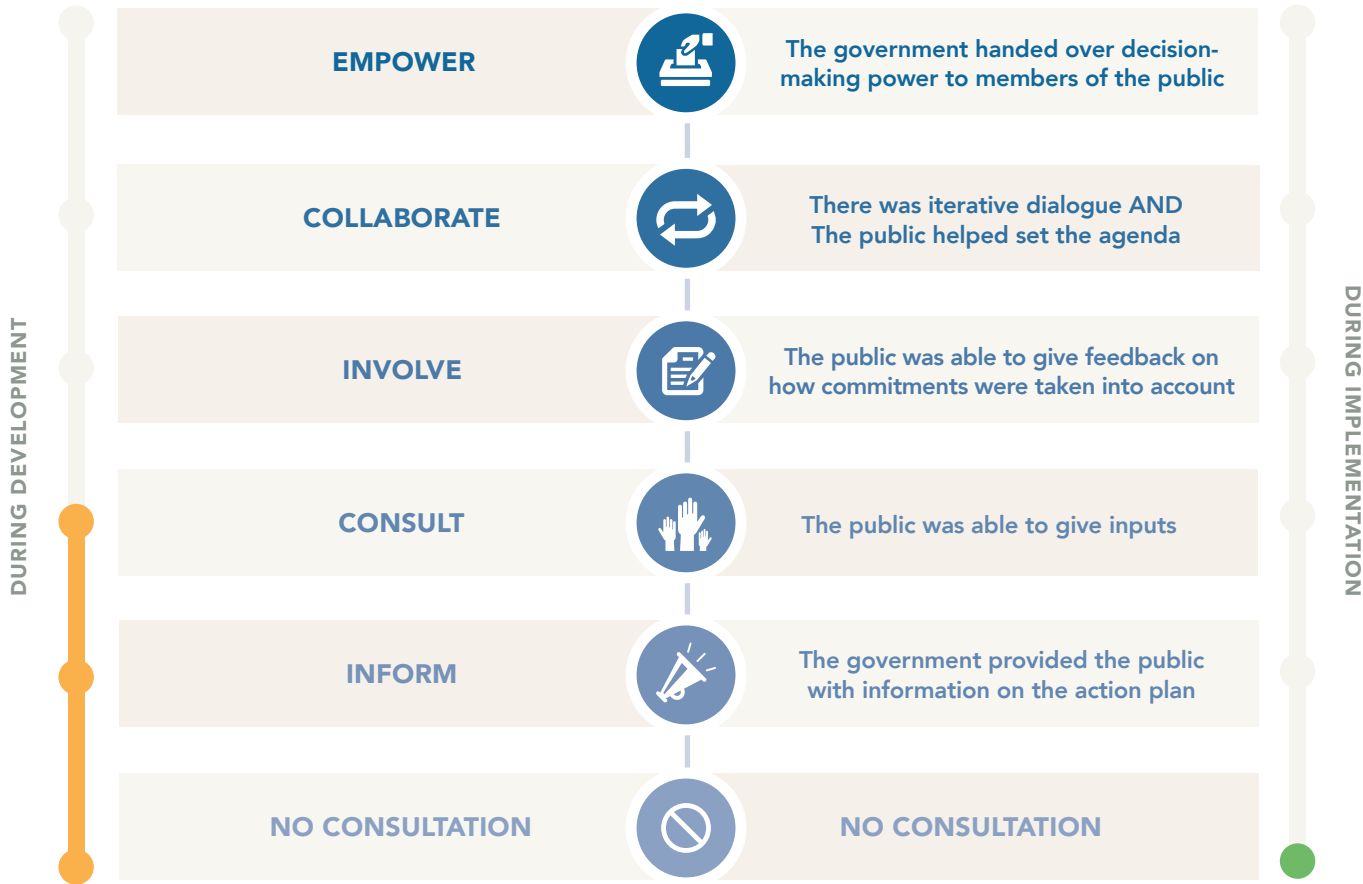 EMPOWER
The government handed over decision-
making power to members of the public
COLLABORATE
There was iterative dialogue AND
The public helped set the agenda
DURING DEVELOPMENT
DURING IMPLEMENTATION
INVOLVE
The public was able to give feedback on
how commitments were taken into account
CONSULT
The public was able to give inputs
INFORM
The government provided the public
with information on the action plan
NO CONSULTATION
NO CONSULTATION